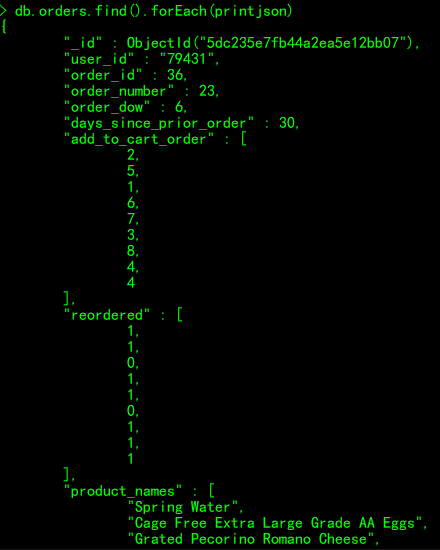 > db.orders.find().forEach(printjson)
{
"_id" : ObjectId("5dc235e7fb44a2ea5e12bb07"),
"user_id" : "79431",
"order_id" : 36,
"order_number" : 23,
"order_dow" : 6,
"days_since_prior_order" : 30,
"add_to_cart_order" : [
2,
5,
1,
6,
7,
3,
8,
4,
4
],
"reordered" : [
1,
1,
0,
1,
1,
0,
1,
1,
1
],
"product_names" : [
"Spring Water",
"Cage Free Extra Large Grade AA Eggs",
"Grated Pecorino Romano Cheese",